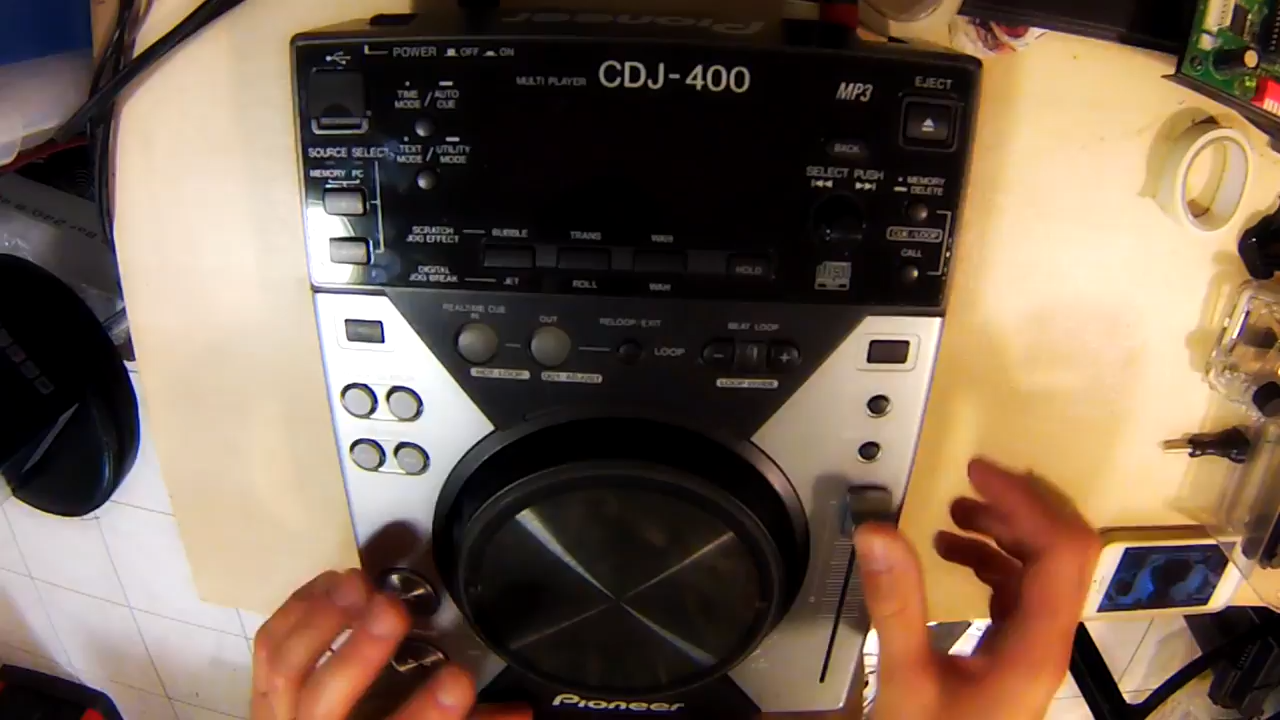 Pioneer
POWER OFF ON
MULTI PLAYER CDJ-400
MP3
EJECT
TIME MODE / AUTO CUE
TEXT MODE / UTILITY MODE
BACK
SOURCE SELECT
MEMORY PC
SELECT PUSH
MEMORY
DELETE
CUE/LOOP
CALL
SCRATCH JOG EFFECT
BUBBLE
TRANS
WAH
HOLD
DIGITAL JOG BREAK
JET
ROLL
WAH
REALTIME CUE
IN
OUT
RELOOP/EXIT
LOOP
BEAT LOOP
- +
HOT LOOP
OUT ADJUST
LOOP DIVIDE
Pioneer